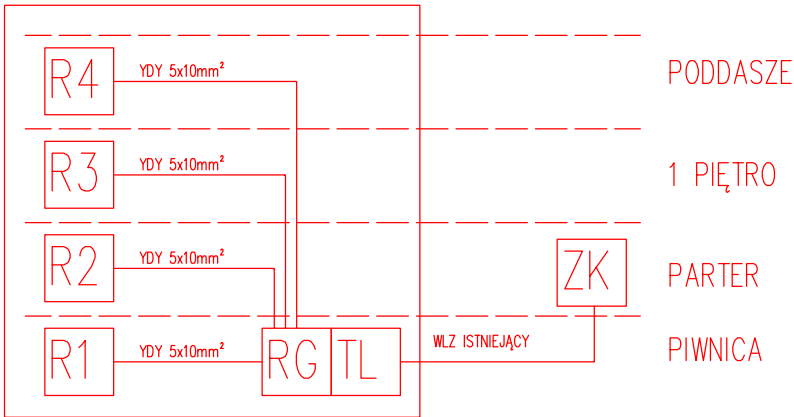 R4 YDY 5x10mm² PODDASZE
R3 YDY 5x10mm² 1 PIĘTRO
R2 YDY 5x10mm² ZK PARTER
R1 YDY 5x10mm² RG TL WLZ ISTNIEJĄCY PIWNICA